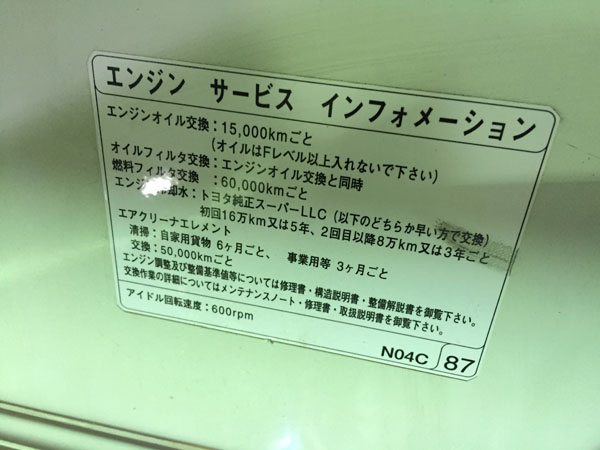 エンジン サービス インフォメーション
エンジンオイル交換：15,000kmごと
(オイルはFレベル以上入れないで下さい)
オイルフィルタ交換：エンジンオイル交換と同時
燃料フィルタ交換：60,000kmごと
エンジン却水：トヨタ純正スーパーLLC (以下のどちらか早い方で交換)
初回16万km又は5年、2回目以降8万km又は3年ごと
エアクリーナエレメント
清掃：自家用貨物 6ヶ月ごと、 事業用等 3ヶ月ごと
交換：50,000kmごと
エンジン調整及び整備基準値等については修理書・構造説明書・整備解説書を御覧下さい。
交換作業の詳細についてはメンテナンスノート・修理書・取扱説明書を御覧下さい。
アイドル回転速度：600rpm
N04C 87